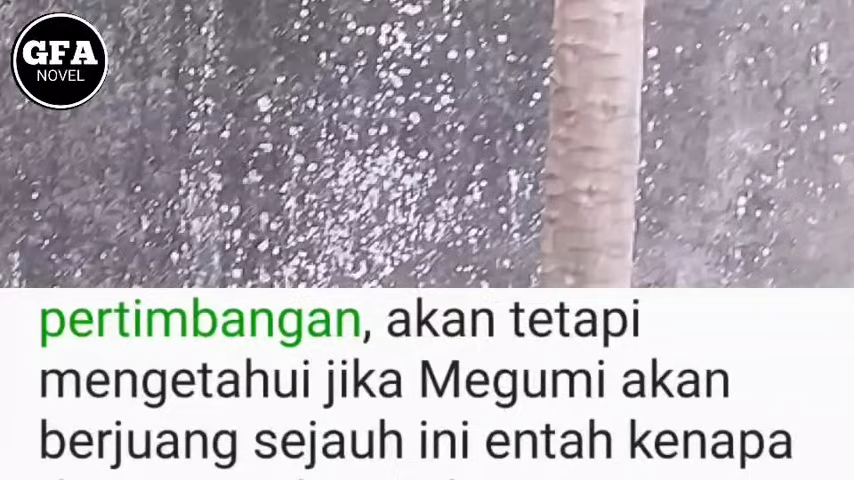 GFA
NOVEL
pertimbangan, akan tetapi
mengetahui jika Megumi akan
berjuang sejauh ini entah kenapa